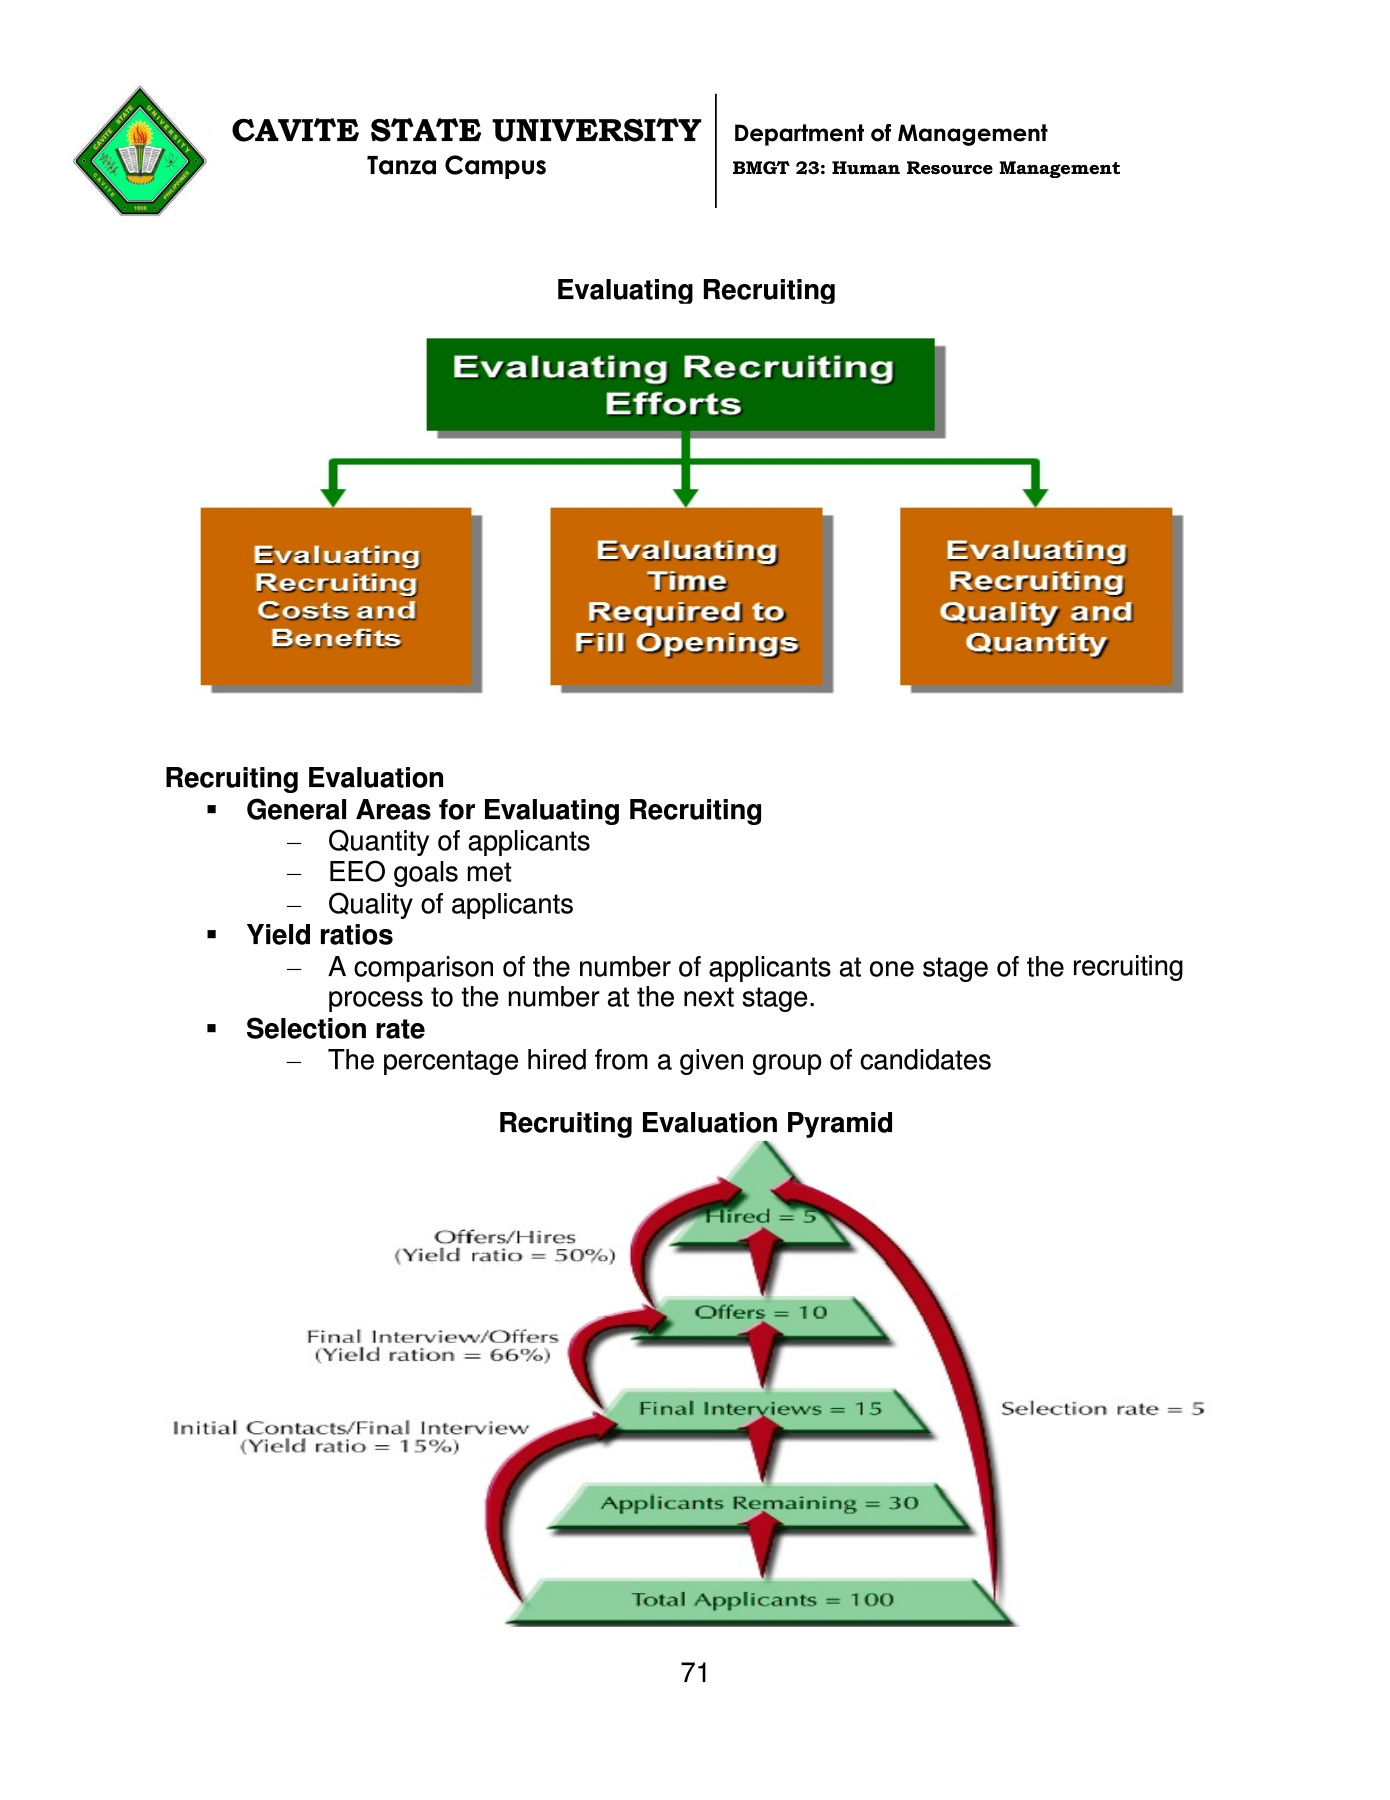 CAVITE STATE UNIVERSITY
Tanza Campus
Department of Management
BMGT 23: Human Resource Management
CAVITE STATE UNIVERSITY
CAVITE
PHILIPPINES
1906
Evaluating Recruiting
Evaluating Recruiting
Efforts
Evaluating
Recruiting
Costs and
Benefits
Evaluating
Time
Required to
Fill Openings
Evaluating
Recruiting
Quality and
Quantity
Recruiting Evaluation
▪ General Areas for Evaluating Recruiting
– Quantity of applicants
– EEO goals met
– Quality of applicants
▪ Yield ratios
– A comparison of the number of applicants at one stage of the recruiting
process to the number at the next stage.
▪ Selection rate
– The percentage hired from a given group of candidates
Recruiting Evaluation Pyramid
Hired = 5
Offers/Hires
(Yield ratio = 50%)
Offers = 10
Final Interview/Offers
(Yield ration = 66%)
Final Interviews = 15
Selection rate = 5
Initial Contacts/Final Interview
(Yield ratio = 15%)
Applicants Remaining = 30
Total Applicants = 100
71